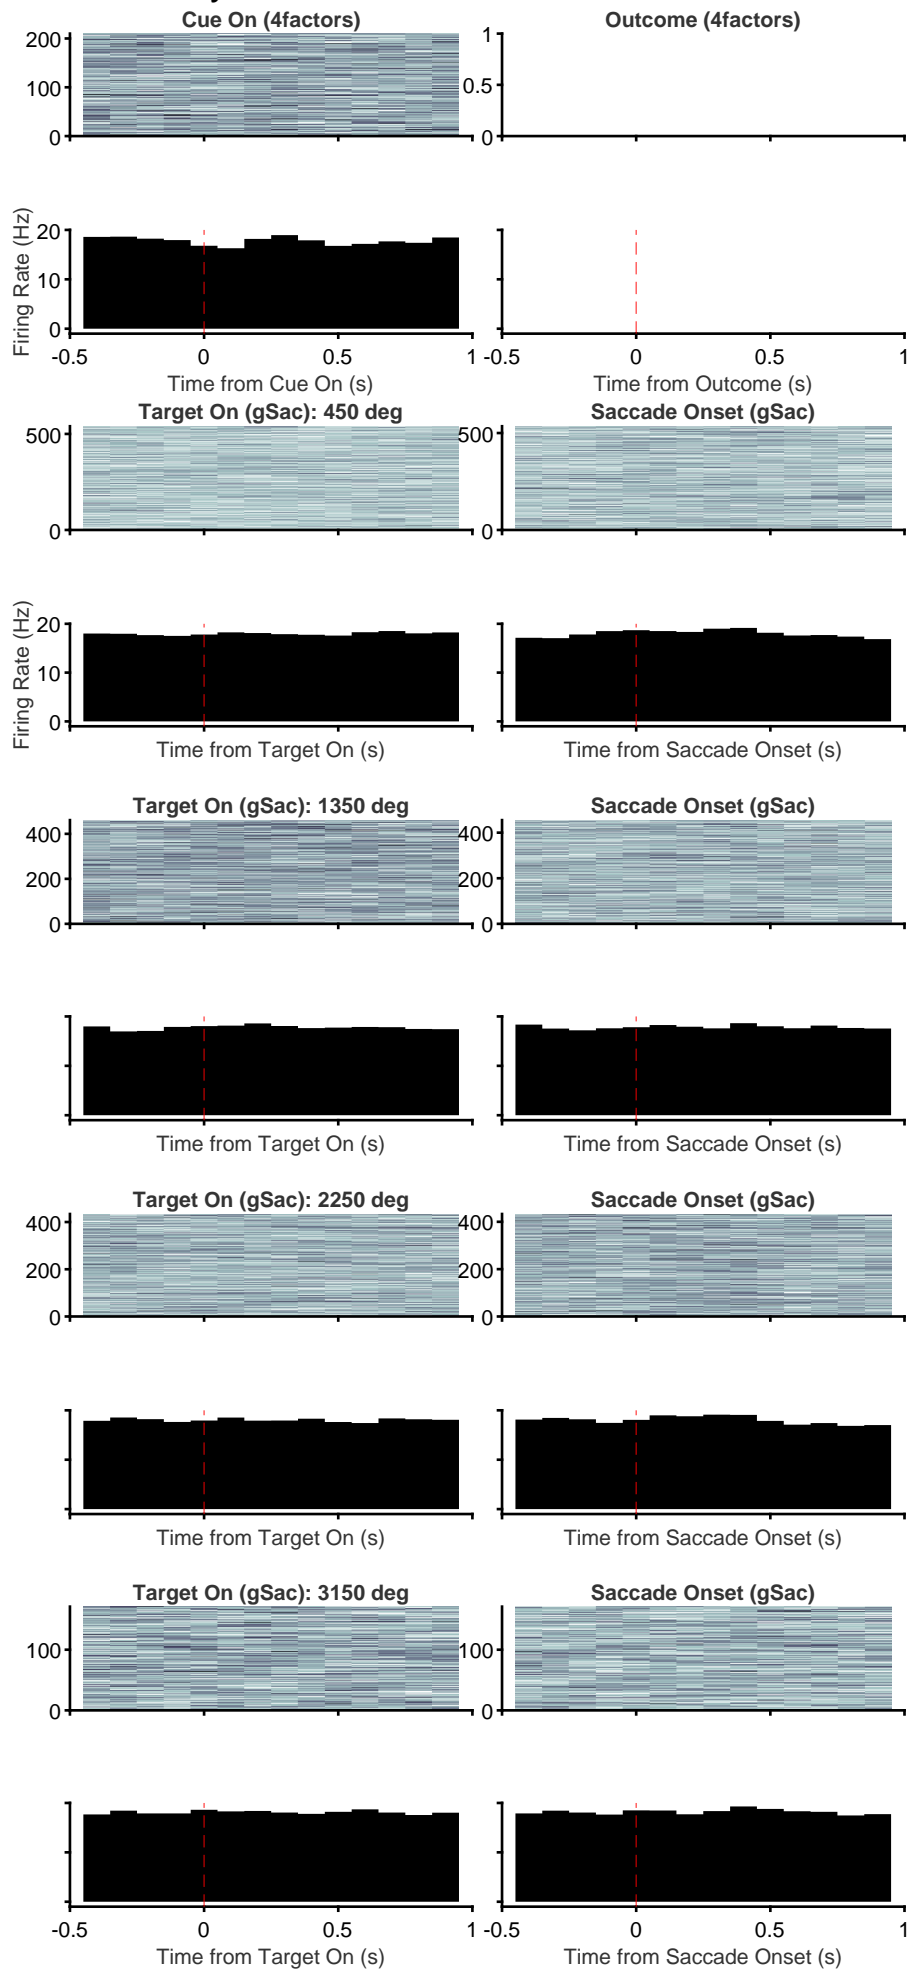 Cue On (4factors)
Outcome (4factors)
200
100
0
1
0.5
0
Firing Rate (Hz)
20
10
0
-0.5 0 0.5 1
Time from Cue On (s)
-0.5 0 0.5 1
Time from Outcome (s)
Target On (gSac): 450 deg
Saccade Onset (gSac)
500
0
500
0
Firing Rate (Hz)
20
10
0
Time from Target On (s)
Time from Saccade Onset (s)
Target On (gSac): 1350 deg
Saccade Onset (gSac)
400
200
0
400
200
0
Time from Target On (s)
Time from Saccade Onset (s)
Target On (gSac): 2250 deg
Saccade Onset (gSac)
400
200
0
400
200
0
Time from Target On (s)
Time from Saccade Onset (s)
Target On (gSac): 3150 deg
Saccade Onset (gSac)
100
0
100
0
-0.5 0 0.5 1
Time from Target On (s)
-0.5 0 0.5 1
Time from Saccade Onset (s)